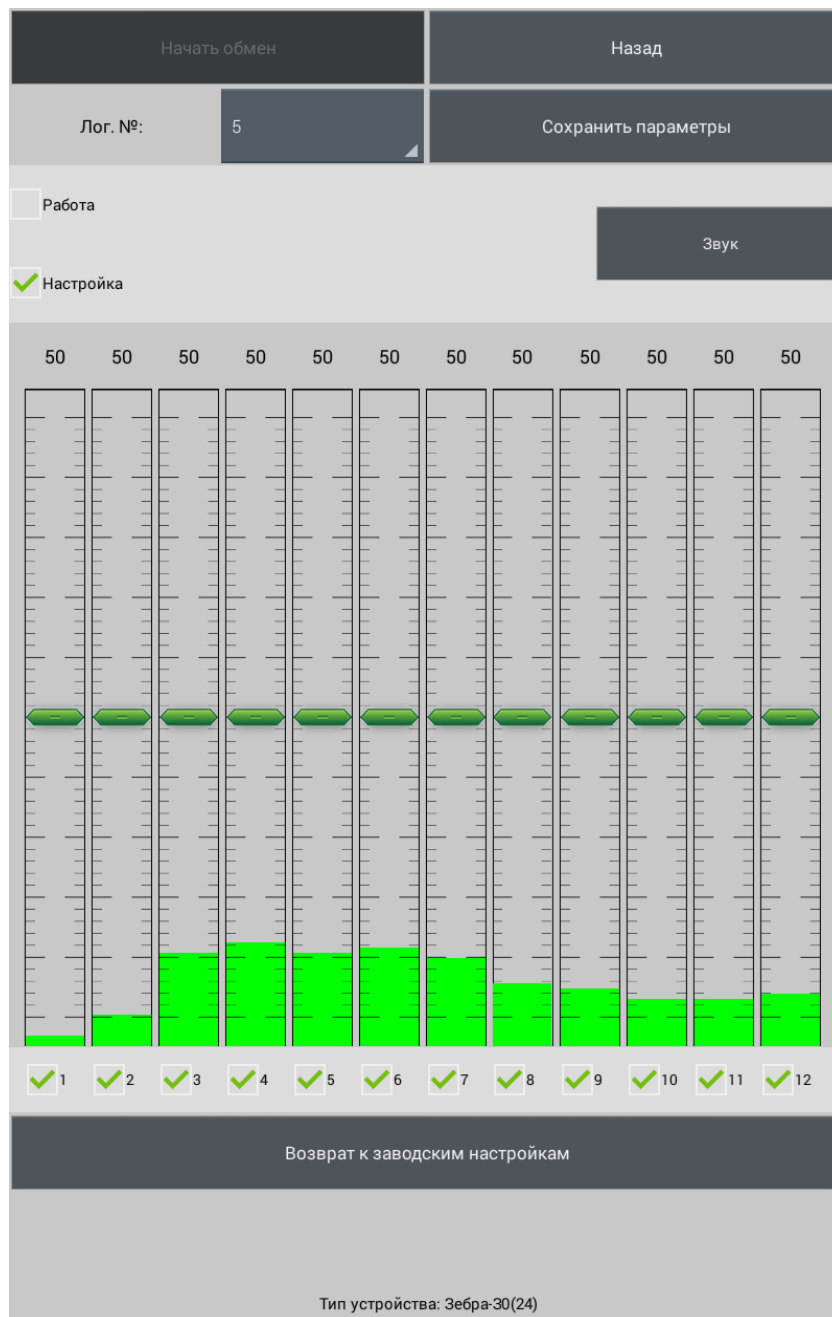 Начать обмен
Назад
Лог. №:
5
Сохранить параметры
Работа
Звук
Настройка
50 50 50 50 50 50 50 50 50 50 50 50
1 2 3 4 5 6 7 8 9 10 11 12
Возврат к заводским настройкам
Тип устройства: Зебра-30(24)